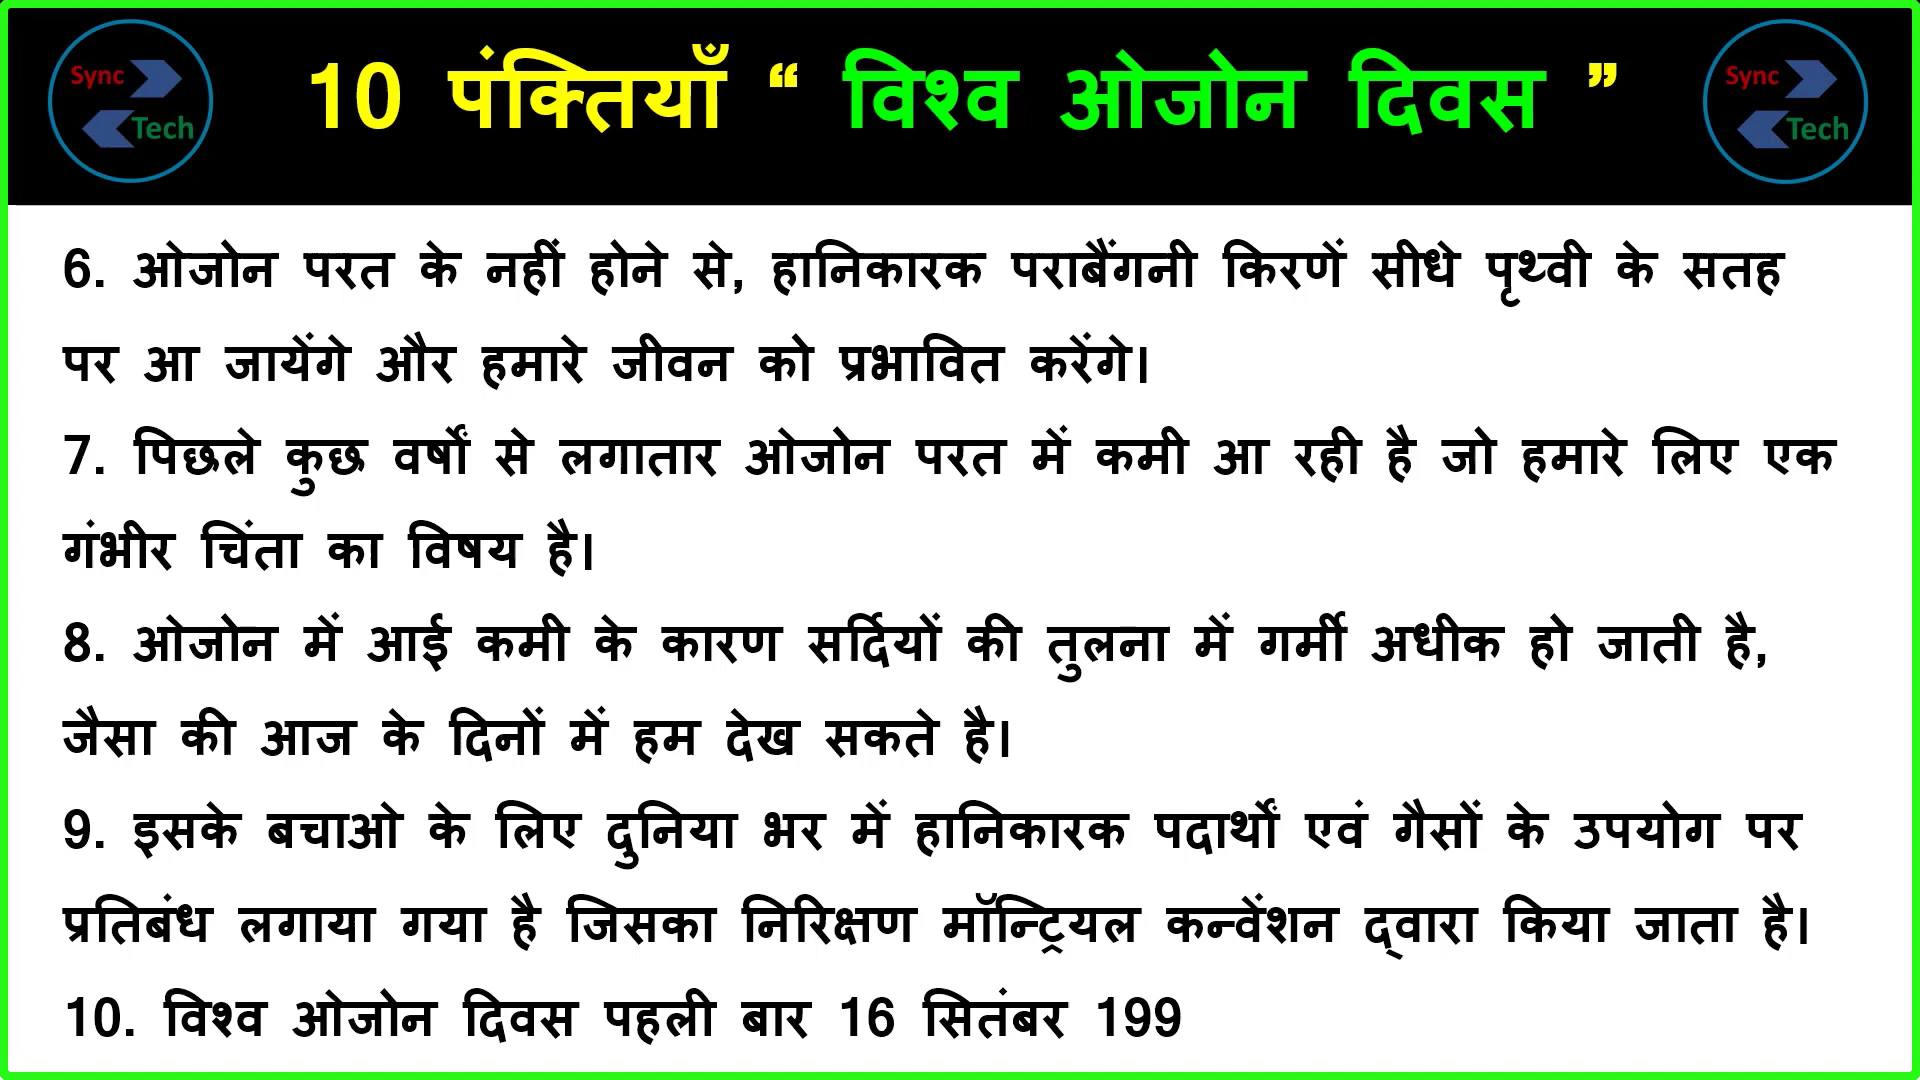 Sync
Tech
10 पंक्तियाँ “ विश्व ओजोन दिवस ”
Sync
Tech
6. ओजोन परत के नहीं होने से, हानिकारक पराबैंगनी किरणें सीधे पृथ्वी के सतह
पर आ जायेंगे और हमारे जीवन को प्रभावित करेंगे।
7. पिछले कुछ वर्षों से लगातार ओजोन परत में कमी आ रही है जो हमारे लिए एक
गंभीर चिंता का विषय है।
8. ओजोन में आई कमी के कारण सर्दियों की तुलना में गर्मी अधीक हो जाती है,
जैसा की आज के दिनों में हम देख सकते है।
9. इसके बचाओ के लिए दुनिया भर में हानिकारक पदार्थों एवं गैसों के उपयोग पर
प्रतिबंध लगाया गया है जिसका निरिक्षण मॉन्ट्रियल कन्वेंशन द्वारा किया जाता है।
10. विश्व ओजोन दिवस पहली बार 16 सितंबर 199